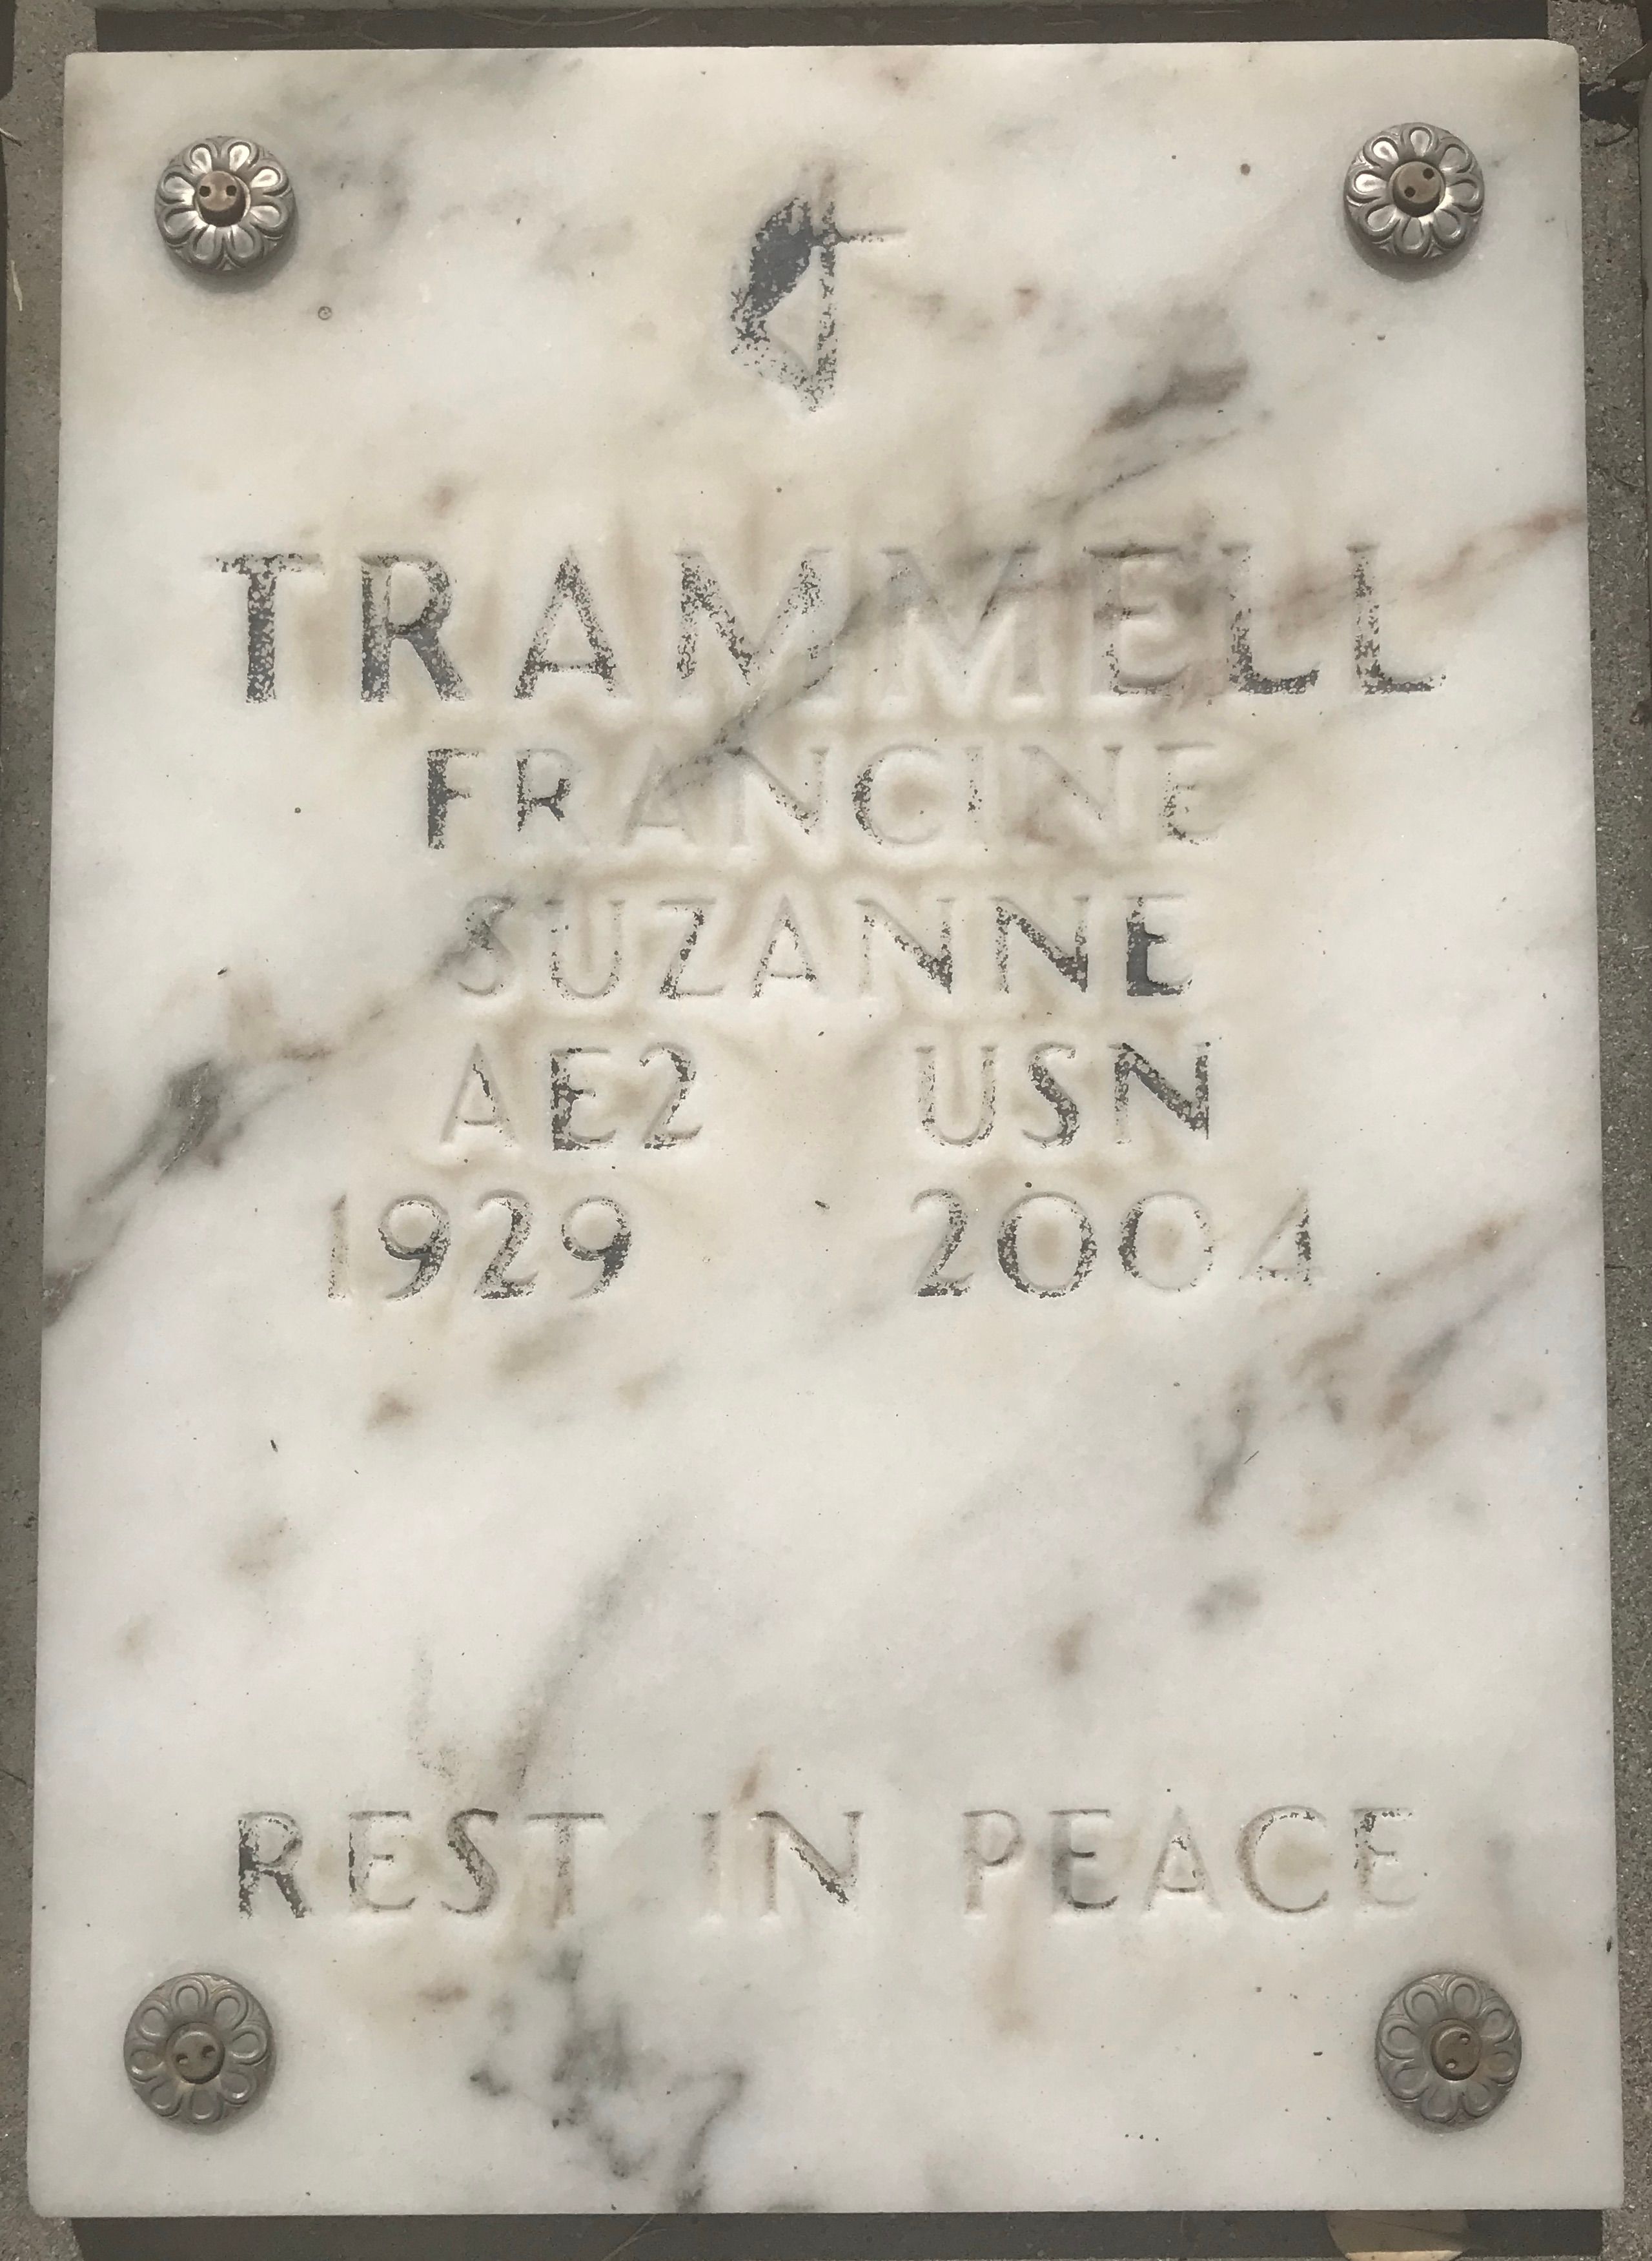 TRAMMELL
FRANCINE
SUZANNE
AE2 USN
1929 2004
REST IN PEACE